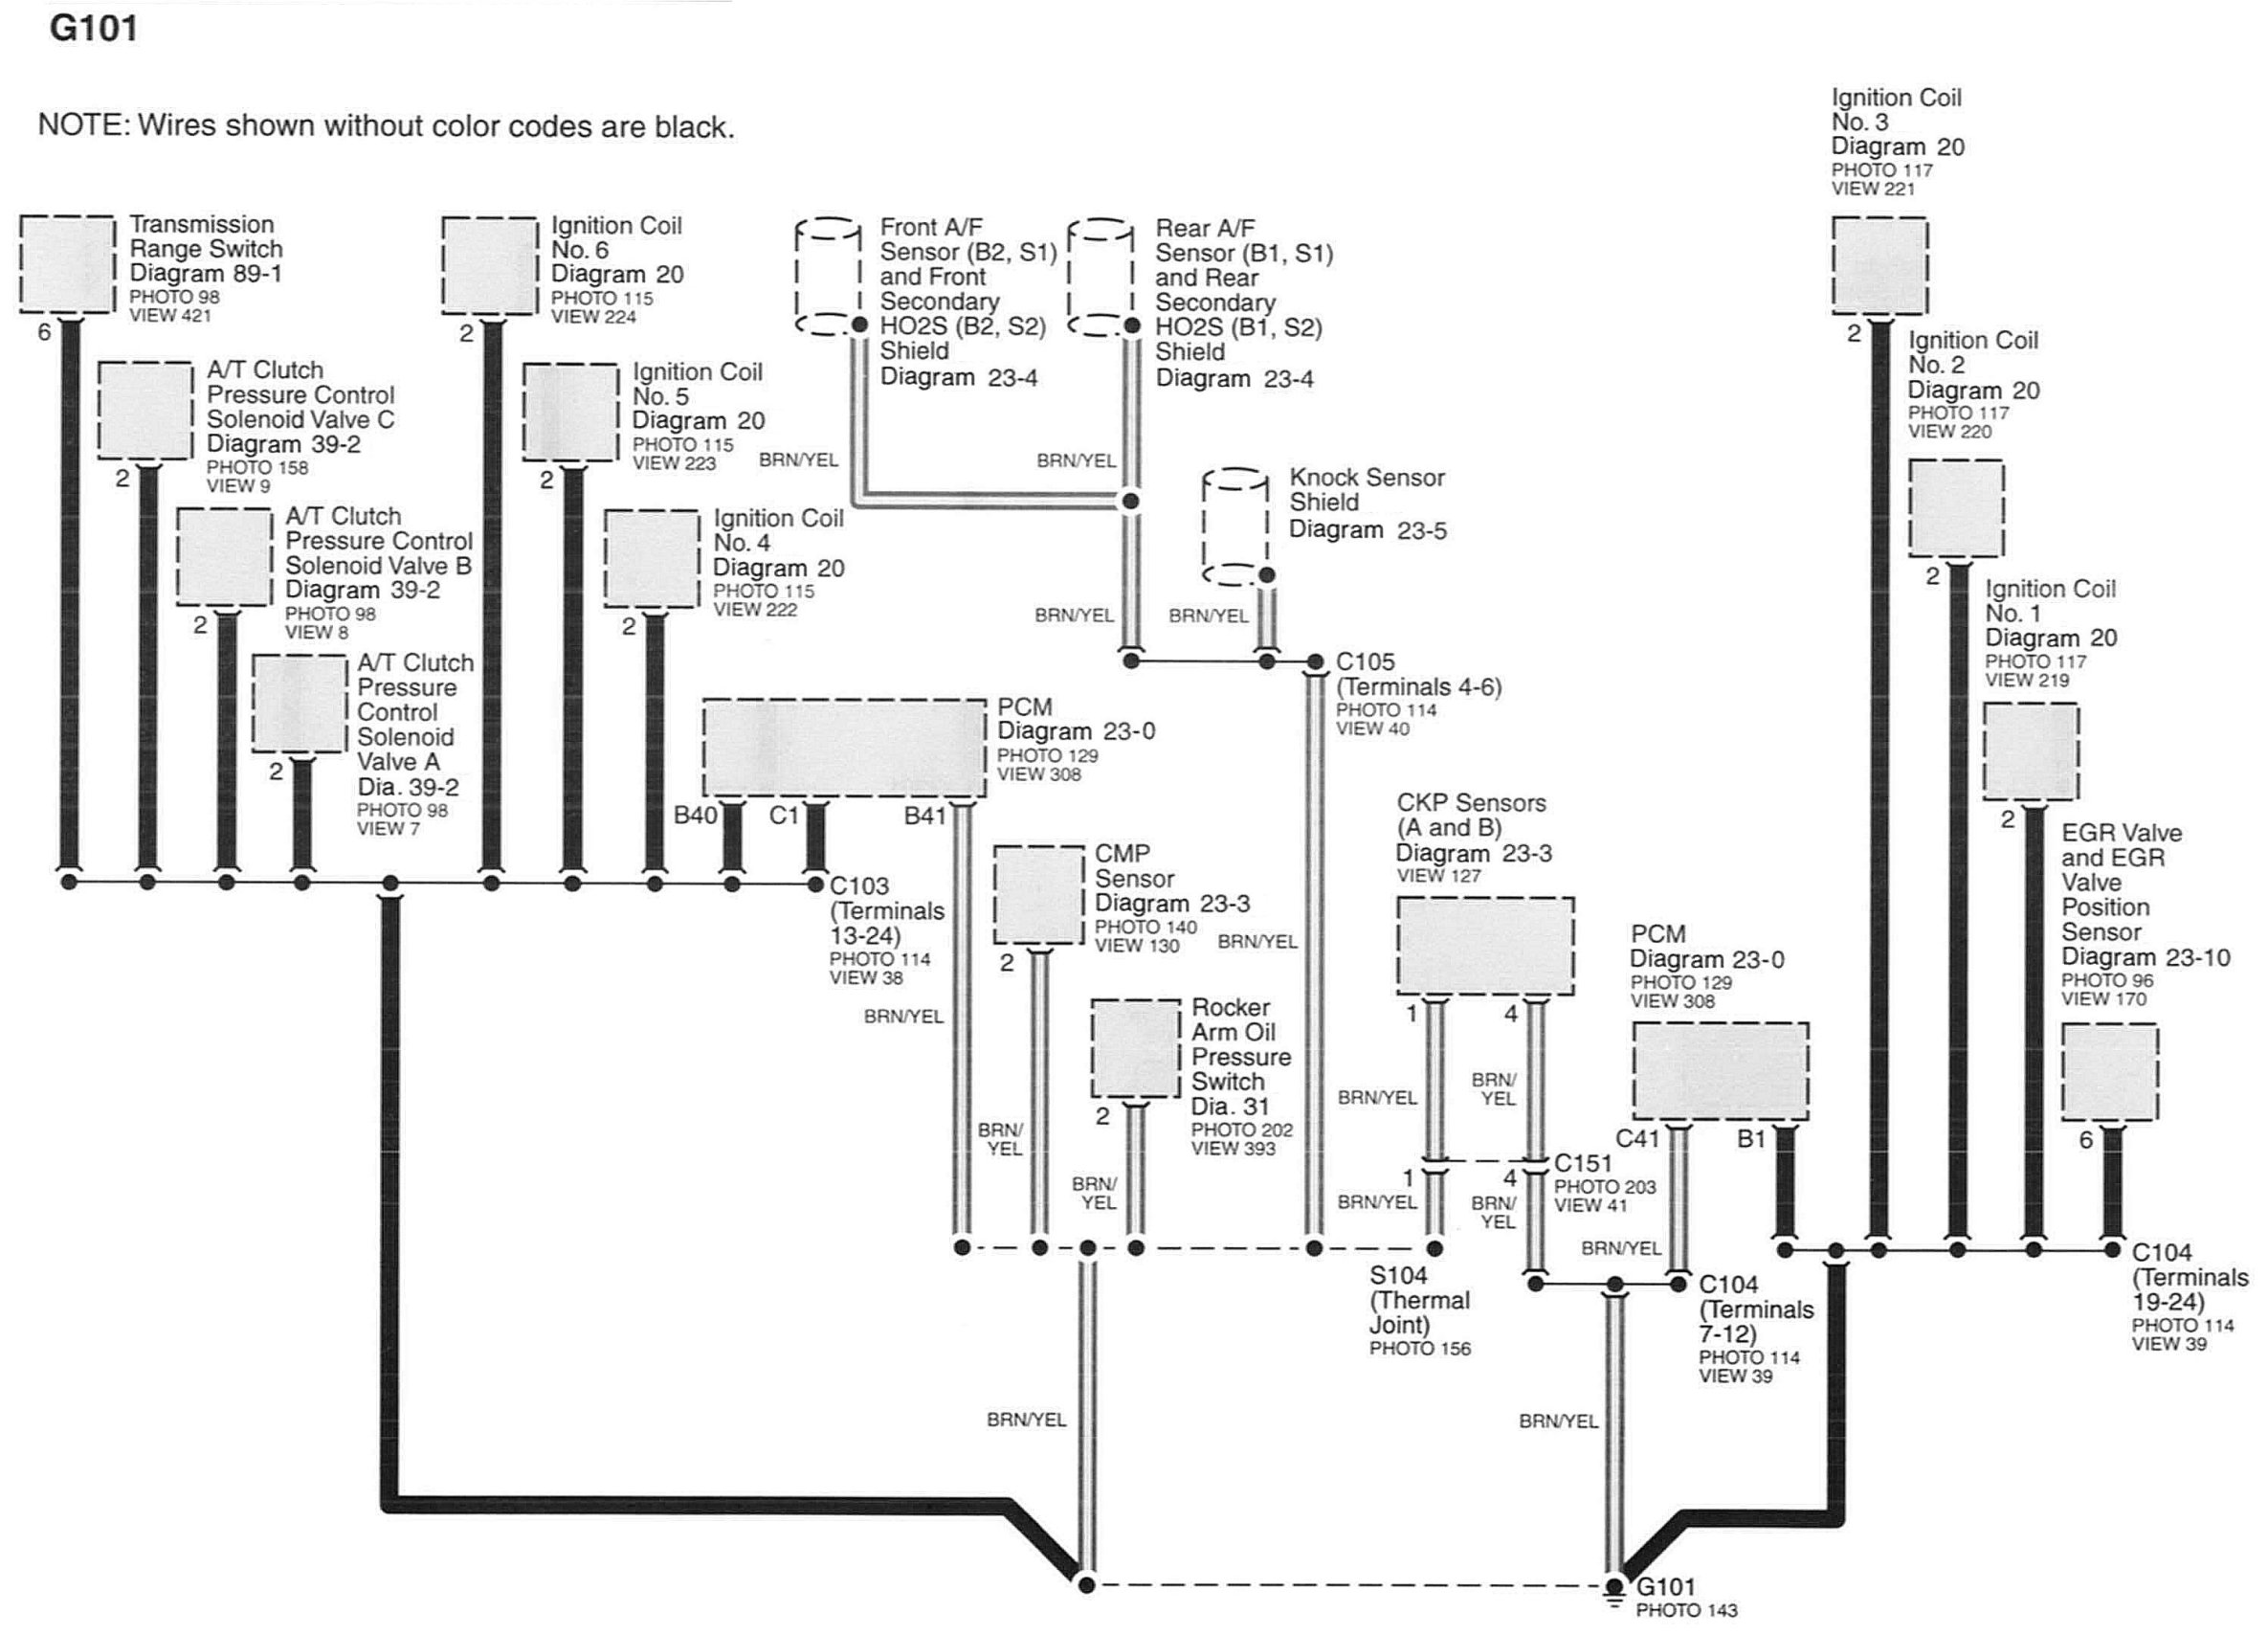 G101
NOTE: Wires shown without color codes are black.
Transmission
Range Switch
Diagram 89-1
PHOTO 98
VIEW 421
6
A/T Clutch
Pressure Control
Solenoid Valve C
Diagram 39-2
PHOTO 158
VIEW 9
2
A/T Clutch
Pressure Control
Solenoid Valve B
Diagram 39-2
PHOTO 98
VIEW 8
2
A/T Clutch
Pressure
Control
Solenoid
Valve A
Dia. 39-2
PHOTO 98
VIEW 7
2
Ignition Coil
No. 6
Diagram 20
PHOTO 115
VIEW 224
2
Ignition Coil
No. 5
Diagram 20
PHOTO 115
VIEW 223
2
Ignition Coil
No. 4
Diagram 20
PHOTO 115
VIEW 222
2
Front A/F
Sensor (B2, S1)
and Front
Secondary
HO2S (B2, S2)
Shield
Diagram 23-4
BRN/YEL
Rear A/F
Sensor (B1, S1)
and Rear
Secondary
HO2S (B1, S2)
Shield
Diagram 23-4
BRN/YEL
Knock Sensor
Shield
Diagram 23-5
BRN/YEL
BRN/YEL
C105
(Terminals 4-6)
PHOTO 114
VIEW 40
PCM
Diagram 23-0
PHOTO 129
VIEW 308
B40
C1
B41
C103
(Terminals
13-24)
PHOTO 114
VIEW 38
BRN/YEL
CMP
Sensor
Diagram 23-3
PHOTO 140
VIEW 130
2
BRN/YEL
BRN/
YEL
Rocker
Arm Oil
Pressure
Switch
Dia. 31
PHOTO 202
VIEW 393
2
BRN/
YEL
CKP Sensors
(A and B)
Diagram 23-3
VIEW 127
1
4
BRN/YEL
BRN/
YEL
1
4
C151
PHOTO 203
VIEW 41
BRN/YEL
BRN/
YEL
S104
(Thermal
Joint)
PHOTO 156
PCM
Diagram 23-0
PHOTO 129
VIEW 308
C41
B1
BRN/YEL
C104
(Terminals
7-12)
PHOTO 114
VIEW 39
Ignition Coil
No. 3
Diagram 20
PHOTO 117
VIEW 221
2
Ignition Coil
No. 2
Diagram 20
PHOTO 117
VIEW 220
2
Ignition Coil
No. 1
Diagram 20
PHOTO 117
VIEW 219
2
EGR Valve
and EGR
Valve
Position
Sensor
Diagram 23-10
PHOTO 96
VIEW 170
6
C104
(Terminals
19-24)
PHOTO 114
VIEW 39
BRN/YEL
BRN/YEL
G101
PHOTO 143